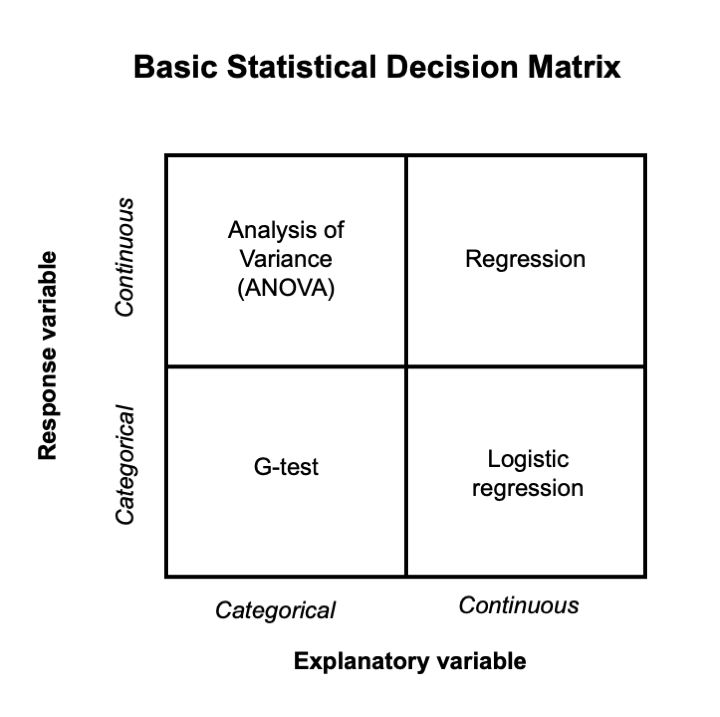 Basic Statistical Decision Matrix
Response variable
Continuous
Analysis of
Variance
(ANOVA)
Regression
Categorical
G-test
Logistic
regression
Categorical
Continuous
Explanatory variable